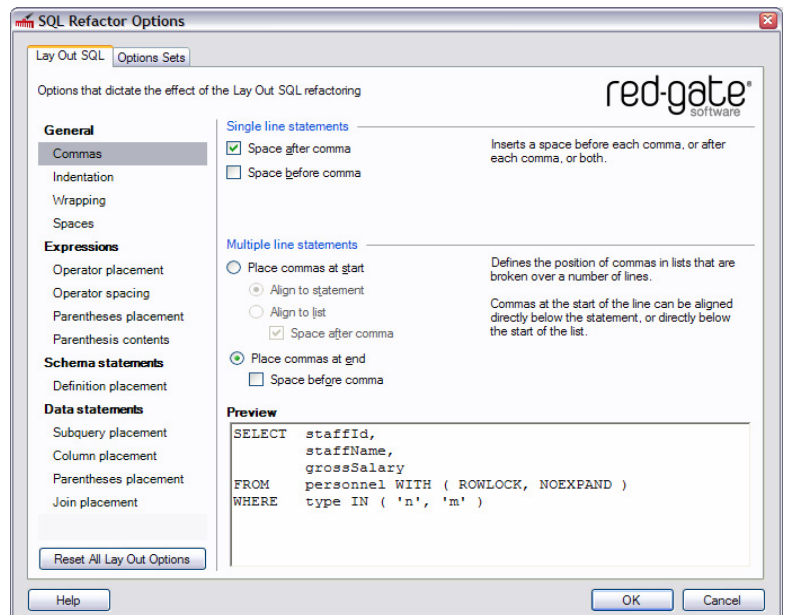 SQL Refactor Options
Lay Out SQL
Options Sets
Options that dictate the effect of the Lay Out SQL refactoring
red-gate
software
General
Commas
Indentation
Wrapping
Spaces
Expressions
Operator placement
Operator spacing
Parentheses placement
Parenthesis contents
Schema statements
Definition placement
Data statements
Subquery placement
Column placement
Parentheses placement
Join placement
Reset All Lay Out Options
Single line statements
Space after comma
Space before comma
Inserts a space before each comma, or after
each comma, or both.
Multiple line statements
Place commas at start
Align to statement
Align to list
Space after comma
Place commas at end
Space before comma
Defines the position of commas in lists that are
broken over a number of lines.
Commas at the start of the line can be aligned
directly below the statement, or directly below
the start of the list.
Preview
SELECT  staffId,
        staffName,
        grossSalary
FROM    personnel WITH ( ROWLOCK, NOEXPAND )
WHERE   type IN ( 'n', 'm' )
Help
OK
Cancel